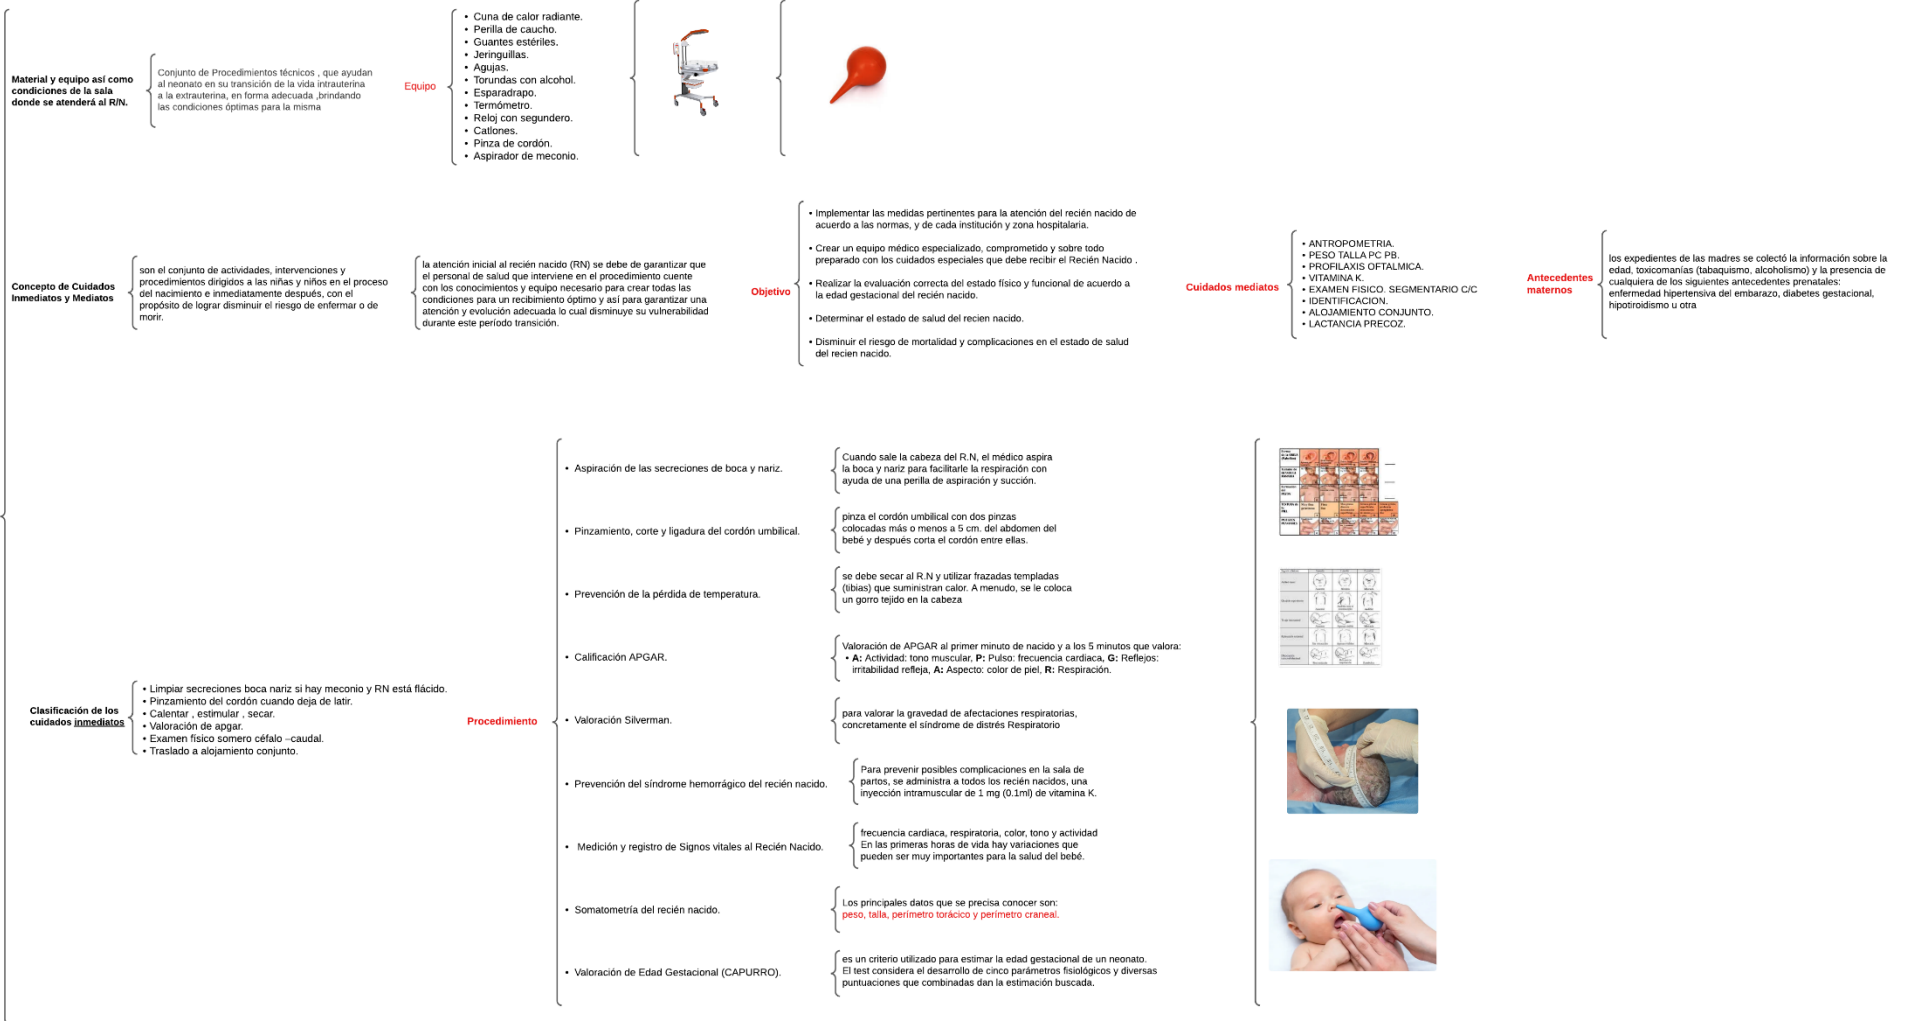 Material y equipo así como
condiciones de la sala
donde se atenderá al R/N.
Conjunto de Procedimientos técnicos , que ayudan
al neonato en su transición de la vida intrauterina
a la extrauterina, en forma adecuada ,brindando
las condiciones óptimas para la misma
Equipo
• Cuna de calor radiante.
• Perilla de caucho.
• Guantes estériles.
• Jeringuillas.
• Agujas.
• Torundas con alcohol.
• Esparadrapo.
• Termómetro.
• Reloj con segundero.
• Catlones.
• Pinza de cordón.
• Aspirador de meconio.
Concepto de Cuidados
Inmediatos y Mediatos
son el conjunto de actividades, intervenciones y
procedimientos dirigidos a las niñas y niños en el proceso
del nacimiento e inmediatamente después, con el
propósito de lograr disminuir el riesgo de enfermar o de
morir.
la atención inicial al recién nacido (RN) se debe de garantizar que
el personal de salud que interviene en el procedimiento cuente
con los conocimientos y equipo necesario para crear todas las
condiciones para un recibimiento óptimo y así para garantizar una
atención y evolución adecuada lo cual disminuye su vulnerabilidad
durante este período transición.
Objetivo
• Implementar las medidas pertinentes para la atención del recién nacido de
acuerdo a las normas, y de cada institución y zona hospitalaria.
• Crear un equipo médico especializado, comprometido y sobre todo
preparado con los cuidados especiales que debe recibir el Recién Nacido .
• Realizar la evaluación correcta del estado físico y funcional de acuerdo a
la edad gestacional del recién nacido.
• Determinar el estado de salud del recien nacido.
• Disminuir el riesgo de mortalidad y complicaciones en el estado de salud
del recien nacido.
Cuidados mediatos
• ANTROPOMETRIA.
• PESO TALLA PC PB.
• PROFILAXIS OFTALMICA.
• VITAMINA K.
• EXAMEN FISICO. SEGMENTARIO C/C
• IDENTIFICACION.
• ALOJAMIENTO CONJUNTO.
• LACTANCIA PRECOZ.
Antecedentes
maternos
los expedientes de las madres se colectó la información sobre la
edad, toxicomanías (tabaquismo, alcoholismo) y la presencia de
cualquiera de los siguientes antecedentes prenatales:
enfermedad hipertensiva del embarazo, diabetes gestacional,
hipotiroidismo u otra
Clasificación de los
cuidados inmediatos
• Limpiar secreciones boca nariz si hay meconio y RN está flácido.
• Pinzamiento del cordón cuando deja de latir.
• Calentar , estimular , secar.
• Valoración de apgar.
• Examen físico somero céfalo –caudal.
• Traslado a alojamiento conjunto.
Procedimiento
• Aspiración de las secreciones de boca y nariz.
Cuando sale la cabeza del R.N, el médico aspira
la boca y nariz para facilitarle la respiración con
ayuda de una perilla de aspiración y succión.
• Pinzamiento, corte y ligadura del cordón umbilical.
pinza el cordón umbilical con dos pinzas
colocadas más o menos a 5 cm. del abdomen del
bebé y después corta el cordón entre ellas.
• Prevención de la pérdida de temperatura.
se debe secar al R.N y utilizar frazadas templadas
(tibias) que suministran calor. A menudo, se le coloca
un gorro tejido en la cabeza
• Calificación APGAR.
Valoración de APGAR al primer minuto de nacido y a los 5 minutos que valora:
• A: Actividad: tono muscular, P: Pulso: frecuencia cardiaca, G: Reflejos:
irritabilidad refleja, A: Aspecto: color de piel, R: Respiración.
• Valoración Silverman.
para valorar la gravedad de afectaciones respiratorias,
concretamente el síndrome de distrés Respiratorio
• Prevención del síndrome hemorrágico del recién nacido.
Para prevenir posibles complicaciones en la sala de
partos, se administra a todos los recién nacidos, una
inyección intramuscular de 1 mg (0.1ml) de vitamina K.
• Medición y registro de Signos vitales al Recién Nacido.
frecuencia cardiaca, respiratoria, color, tono y actividad
En las primeras horas de vida hay variaciones que
pueden ser muy importantes para la salud del bebé.
• Somatometría del recién nacido.
Los principales datos que se precisa conocer son:
peso, talla, perímetro torácico y perímetro craneal.
• Valoración de Edad Gestacional (CAPURRO).
es un criterio utilizado para estimar la edad gestacional de un neonato.
El test considera el desarrollo de cinco parámetros fisiológicos y diversas
puntuaciones que combinadas dan la estimación buscada.